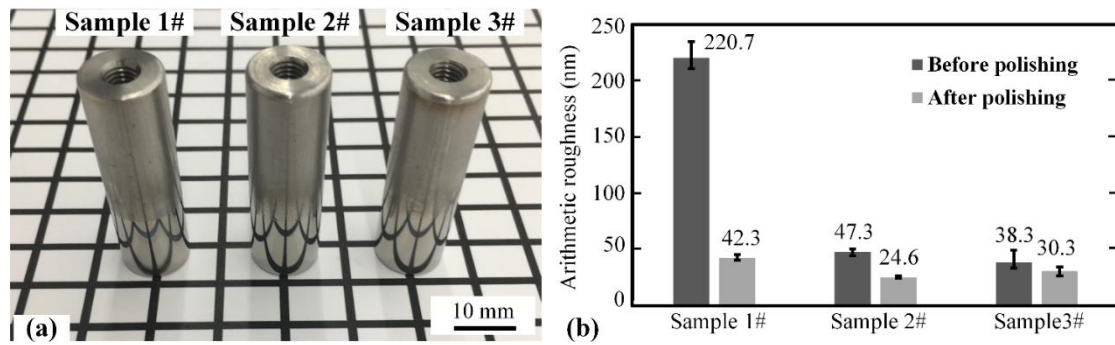 Sample 1# Sample 2# Sample 3#
10 mm
(a)
Arithmetic roughness (nm)
250
200
150
100
50
0
220.7
42.3
47.3
24.6
38.3
30.3
Before polishing
After polishing
Sample 1# Sample 2# Sample3#
(b)